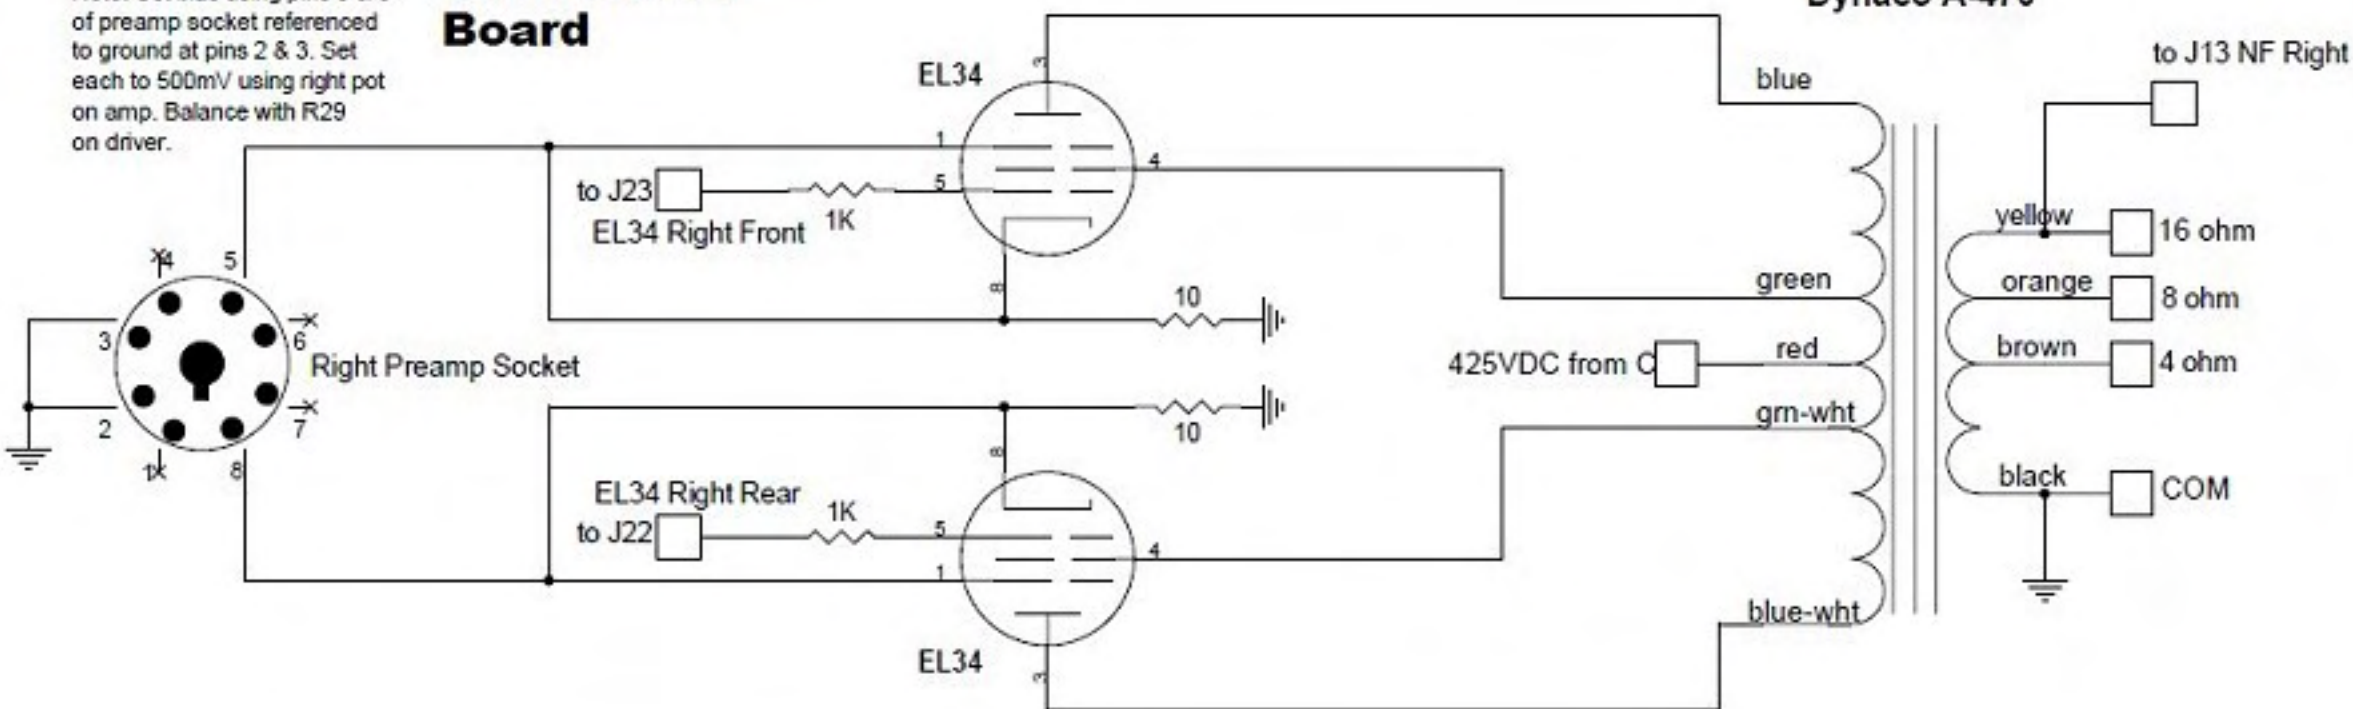 of preamp socket referenced
to ground at pins 2 & 3. Set
each to 500mV using right pot
on amp. Balance with R29
on driver.
Board
to J13 NF Right
EL34
3
blue
1
4
to J23
5
1K
EL34 Right Front
yellow
16 ohm
4
5
8
10
green
orange
8 ohm
3
6
Right Preamp Socket
425VDC from C
red
brown
4 ohm
2
7
10
grn-wht
1
8
8
EL34 Right Rear
1K
black
COM
to J22
5
4
1
blue-wht
EL34
3